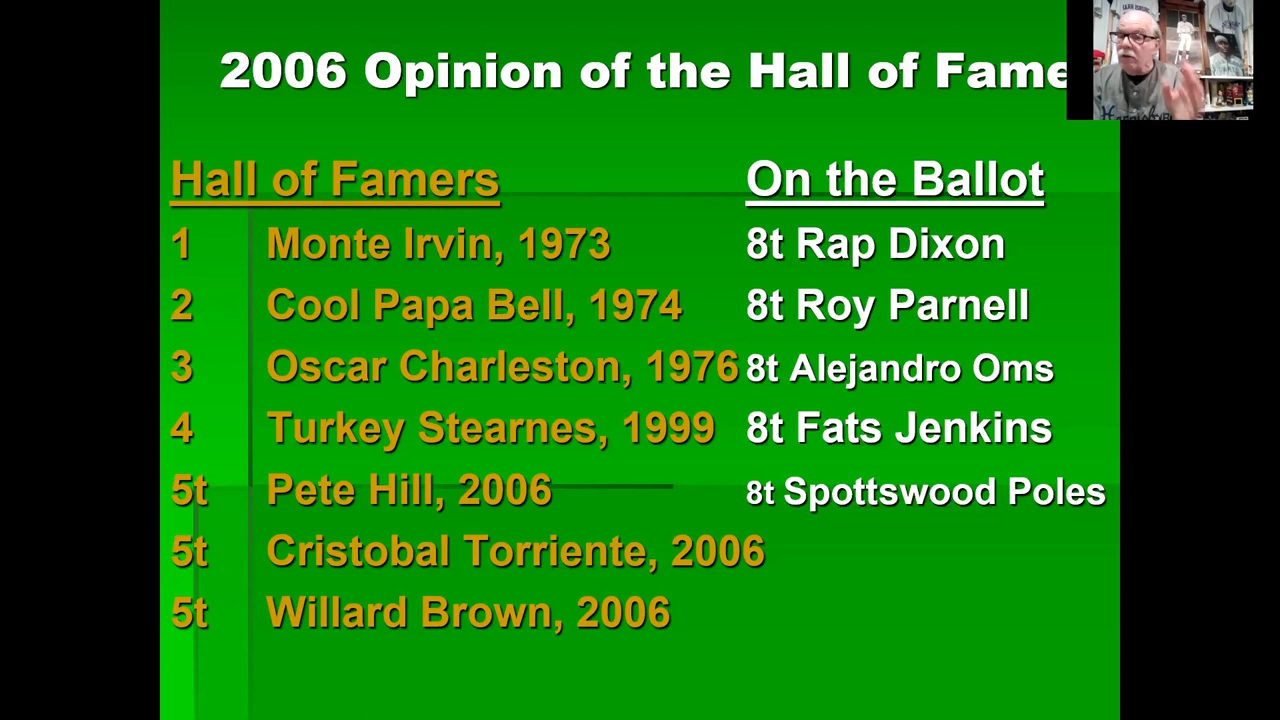 2006 Opinion of the Hall of Fame
Hall of Famers
1 Monte Irvin, 1973
2 Cool Papa Bell, 1974
3 Oscar Charleston, 1976
4 Turkey Stearnes, 1999
5t Pete Hill, 2006
5t Cristobal Torriente, 2006
5t Willard Brown, 2006
On the Ballot
8t Rap Dixon
8t Roy Parnell
8t Alejandro Oms
8t Fats Jenkins
8t Spottswood Poles